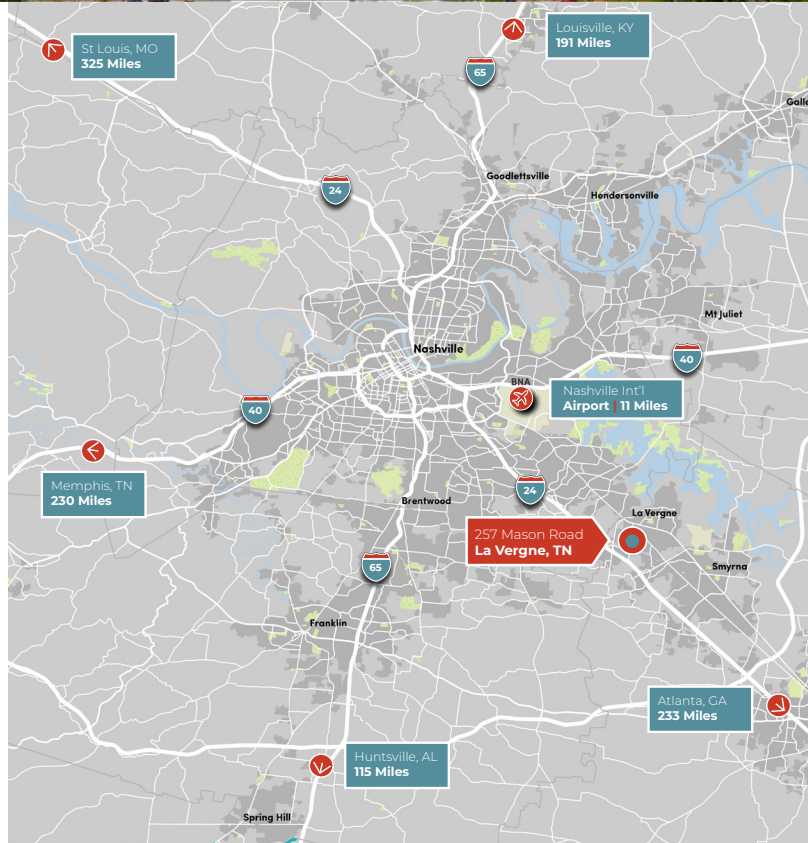 St Louis, MO
325 Miles
Louisville, KY
191 Miles
65
Goodlettsville
24
Hendersonville
Mt Juliet
Nashville
40
BNA
Nashville Int'l
Airport | 11 Miles
40
Memphis, TN
230 Miles
24
Brentwood
La Vergne
257 Mason Road
La Vergne, TN
65
Smyrna
Franklin
Atlanta, GA
233 Miles
Huntsville, AL
115 Miles
Spring Hill